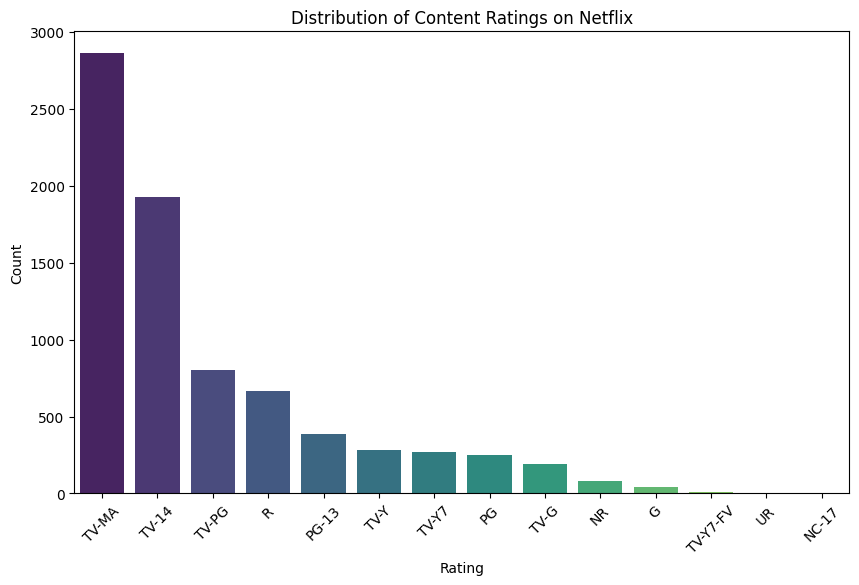 Distribution of Content Ratings on Netflix
3000
2500
2000
1500
1000
500
0
Count
TV-MA
TV-14
TV-PG
R
PG-13
TV-Y
TV-Y7
PG
TV-G
NR
G
TV-Y7-FV
UR
NC-17
Rating